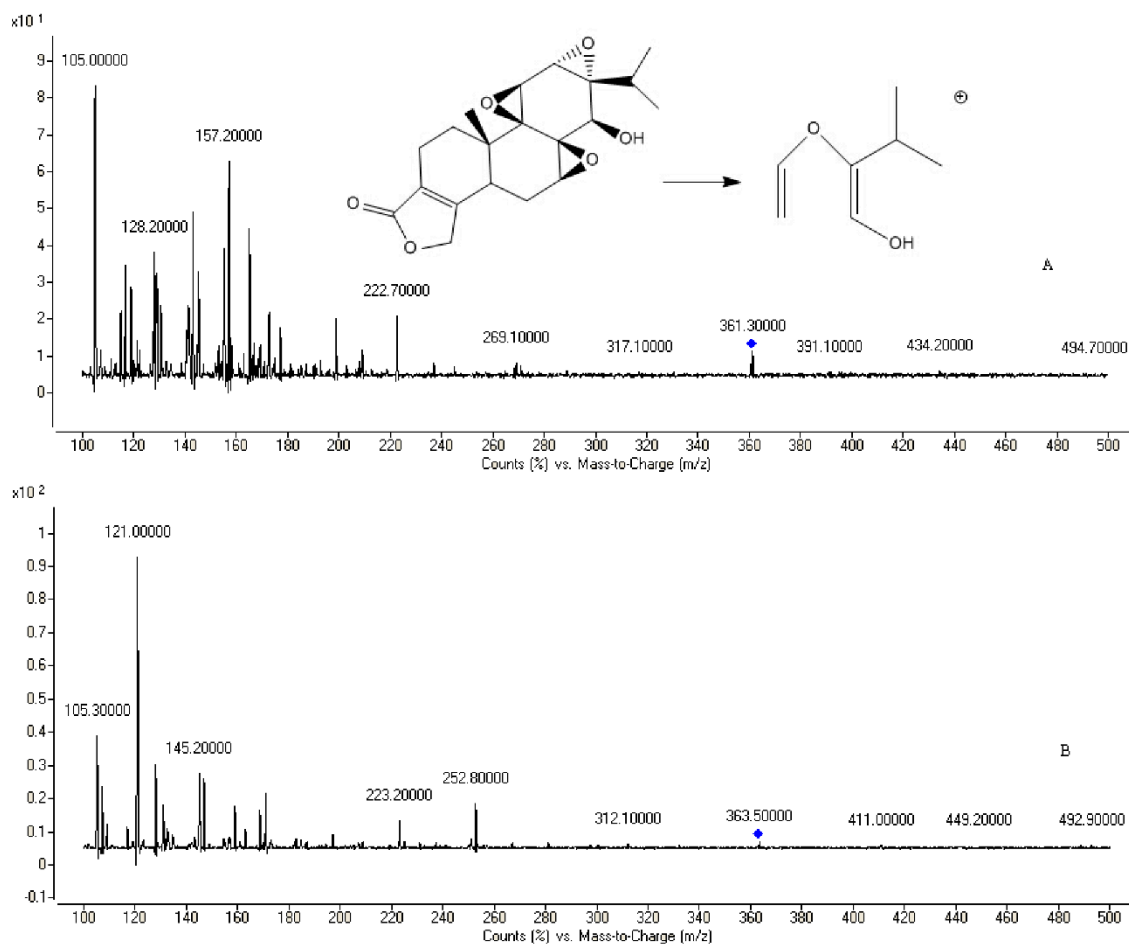 x10 1
9
8
7
6
5
4
3
2
1
0
105.00000
157.20000
128.20000
222.70000
269.10000
317.10000
361.30000
391.10000
434.20000
494.70000
O
O
OH
O
O
O
O
OH
⊕
A
100 120 140 160 180 200 220 240 260 280 300 320 340 360 380 400 420 440 460 480 500
Counts (%) vs. Mass-to-Charge (m/z)
x10 2
1
0.9
0.8
0.7
0.6
0.5
0.4
0.3
0.2
0.1
0
-0.1
121.00000
105.30000
145.20000
223.20000
252.80000
312.10000
363.50000
411.00000
449.20000
492.90000
B
100 120 140 160 180 200 220 240 260 280 300 320 340 360 380 400 420 440 460 480 500
Counts (%) vs. Mass-to-Charge (m/z)